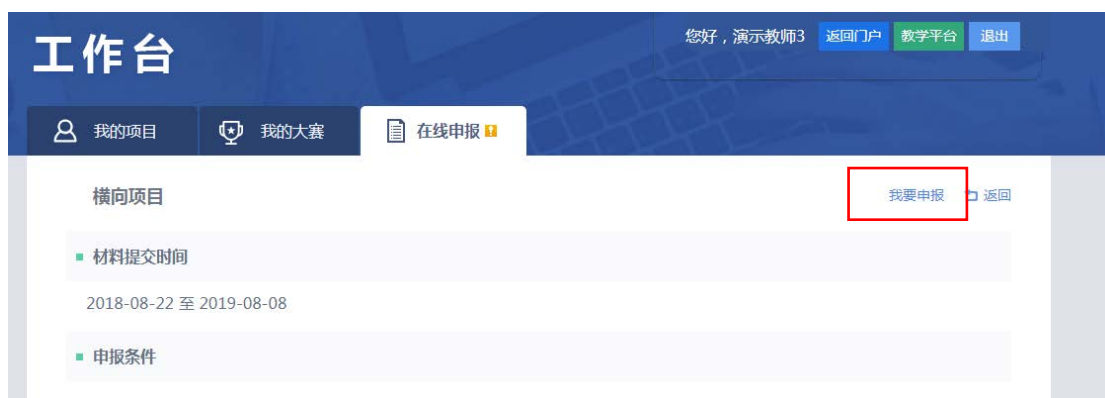 工作台
您好，演示教师3 返回门户 教学平台 退出
我的项目 我的大赛 在线申报
横向项目 我要申报 返回
材料提交时间
2018-08-22 至 2019-08-08
申报条件